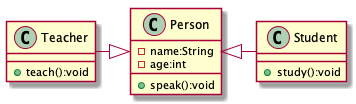 C Teacher
teach():void
C Person
name:String
age:int
speak():void
C Student
study():void